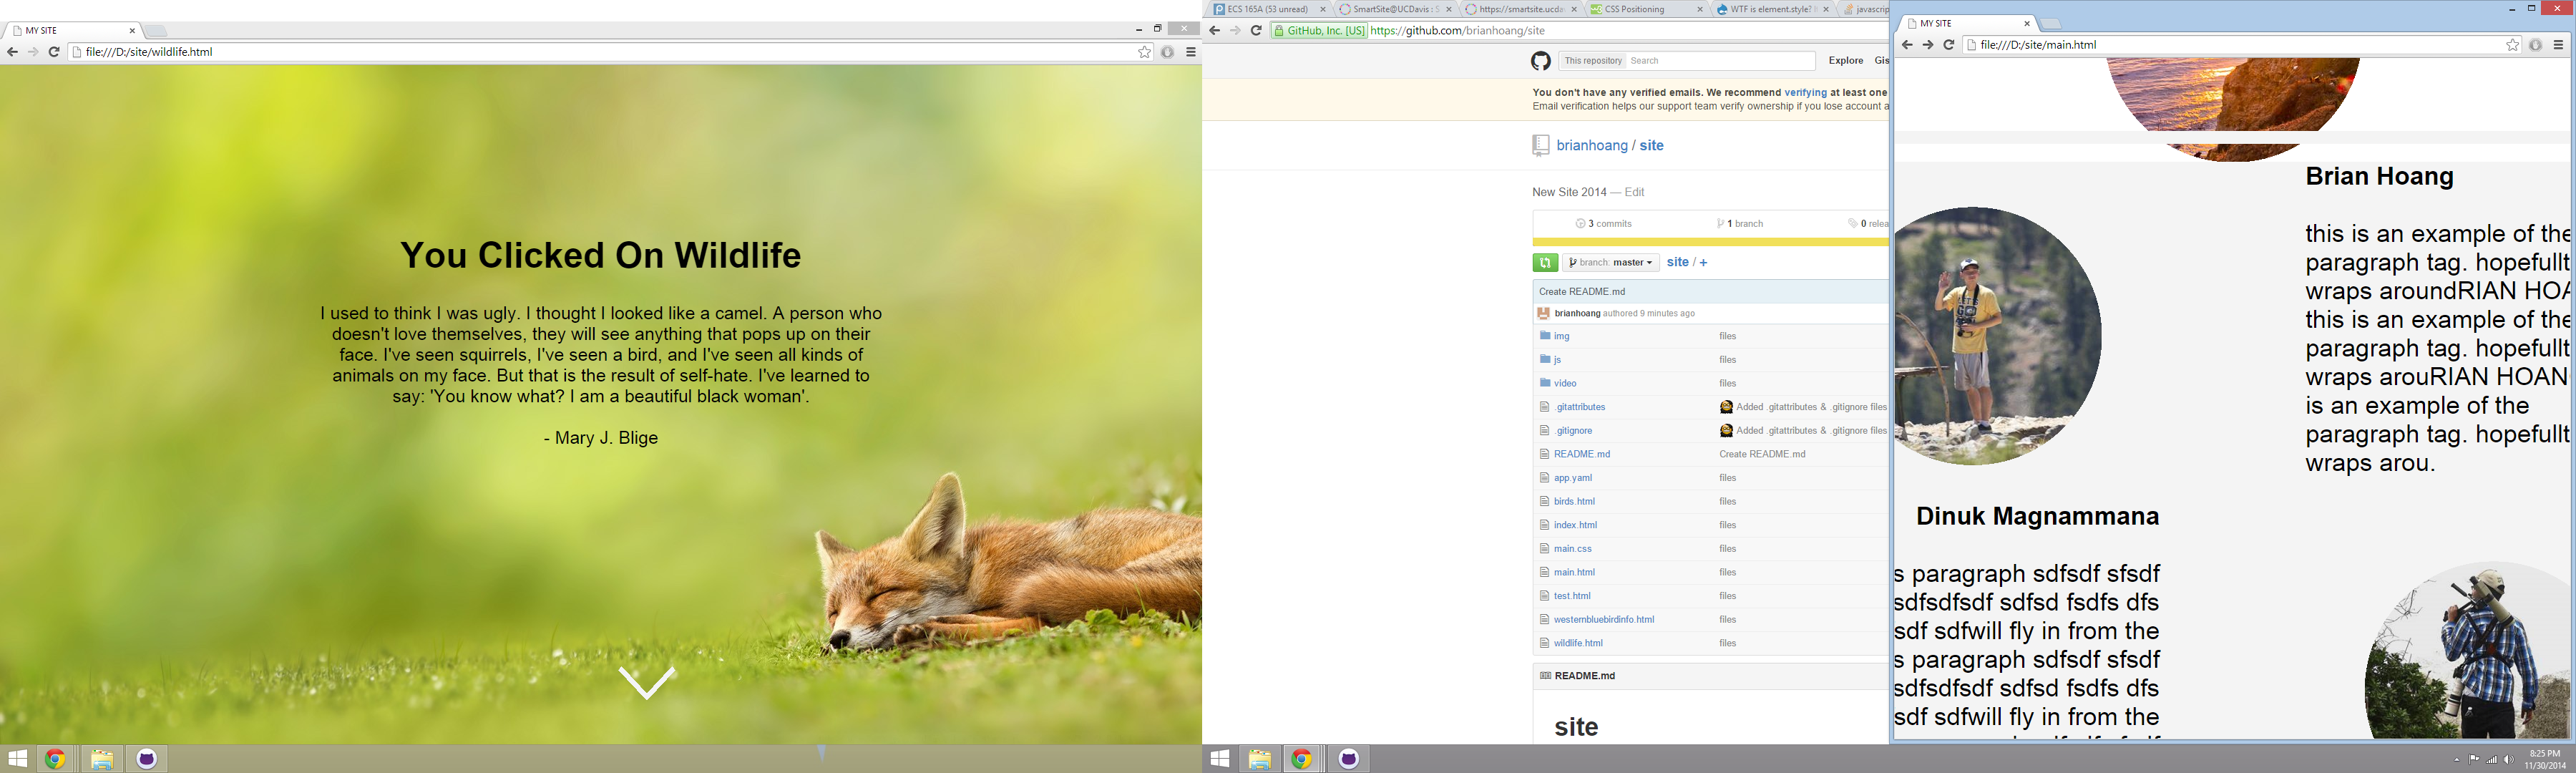 MY SITE
file:///D:/site/wildlife.html
You Clicked On Wildlife
I used to think I was ugly. I thought I looked like a camel. A person who
doesn't love themselves, they will see anything that pops up on their
face. I've seen squirrels, I've seen a bird, and I've seen all kinds of
animals on my face. But that is the result of self-hate. I've learned to
say: 'You know what? I am a beautiful black woman'.
- Mary J. Blige
ECS 165A (53 unread)
SmartSite@UCDavis : S
https://smartsite.ucda
CSS Positioning
WTF is element.style?
javascrip
GitHub, Inc. [US] https://github.com/brianhoang/site
This repository Search Explore Gis
You don't have any verified emails. We recommend verifying at least one
Email verification helps our support team verify ownership if you lose account a
brianhoang / site
New Site 2014 — Edit
3 commits 1 branch 0 relea
branch: master site / +
Create README.md
brianhoang authored 9 minutes ago
img files
js files
video files
.gitattributes Added .gitattributes & .gitignore files
.gitignore Added .gitattributes & .gitignore files
README.md Create README.md
app.yaml files
birds.html files
index.html files
main.css files
main.html files
test.html files
westernbluebirdinfo.html files
wildlife.html files
README.md
site
MY SITE
file:///D:/site/main.html
Brian Hoang
this is an example of the
paragraph tag. hopefullt
wraps aroundRIAN HOA
this is an example of the
paragraph tag. hopefullt
wraps arouRIAN HOAN
is an example of the
paragraph tag. hopefullt
wraps arou.
Dinuk Magnammana
s paragraph sdfsdf sfsdf
sdfsdfsdf sdfsd fsdfs dfs
sdf sdfwill fly in from the
s paragraph sdfsdf sfsdf
sdfsdfsdf sdfsd fsdfs dfs
sdf sdfwill fly in from the
8:25 PM
11/30/2014